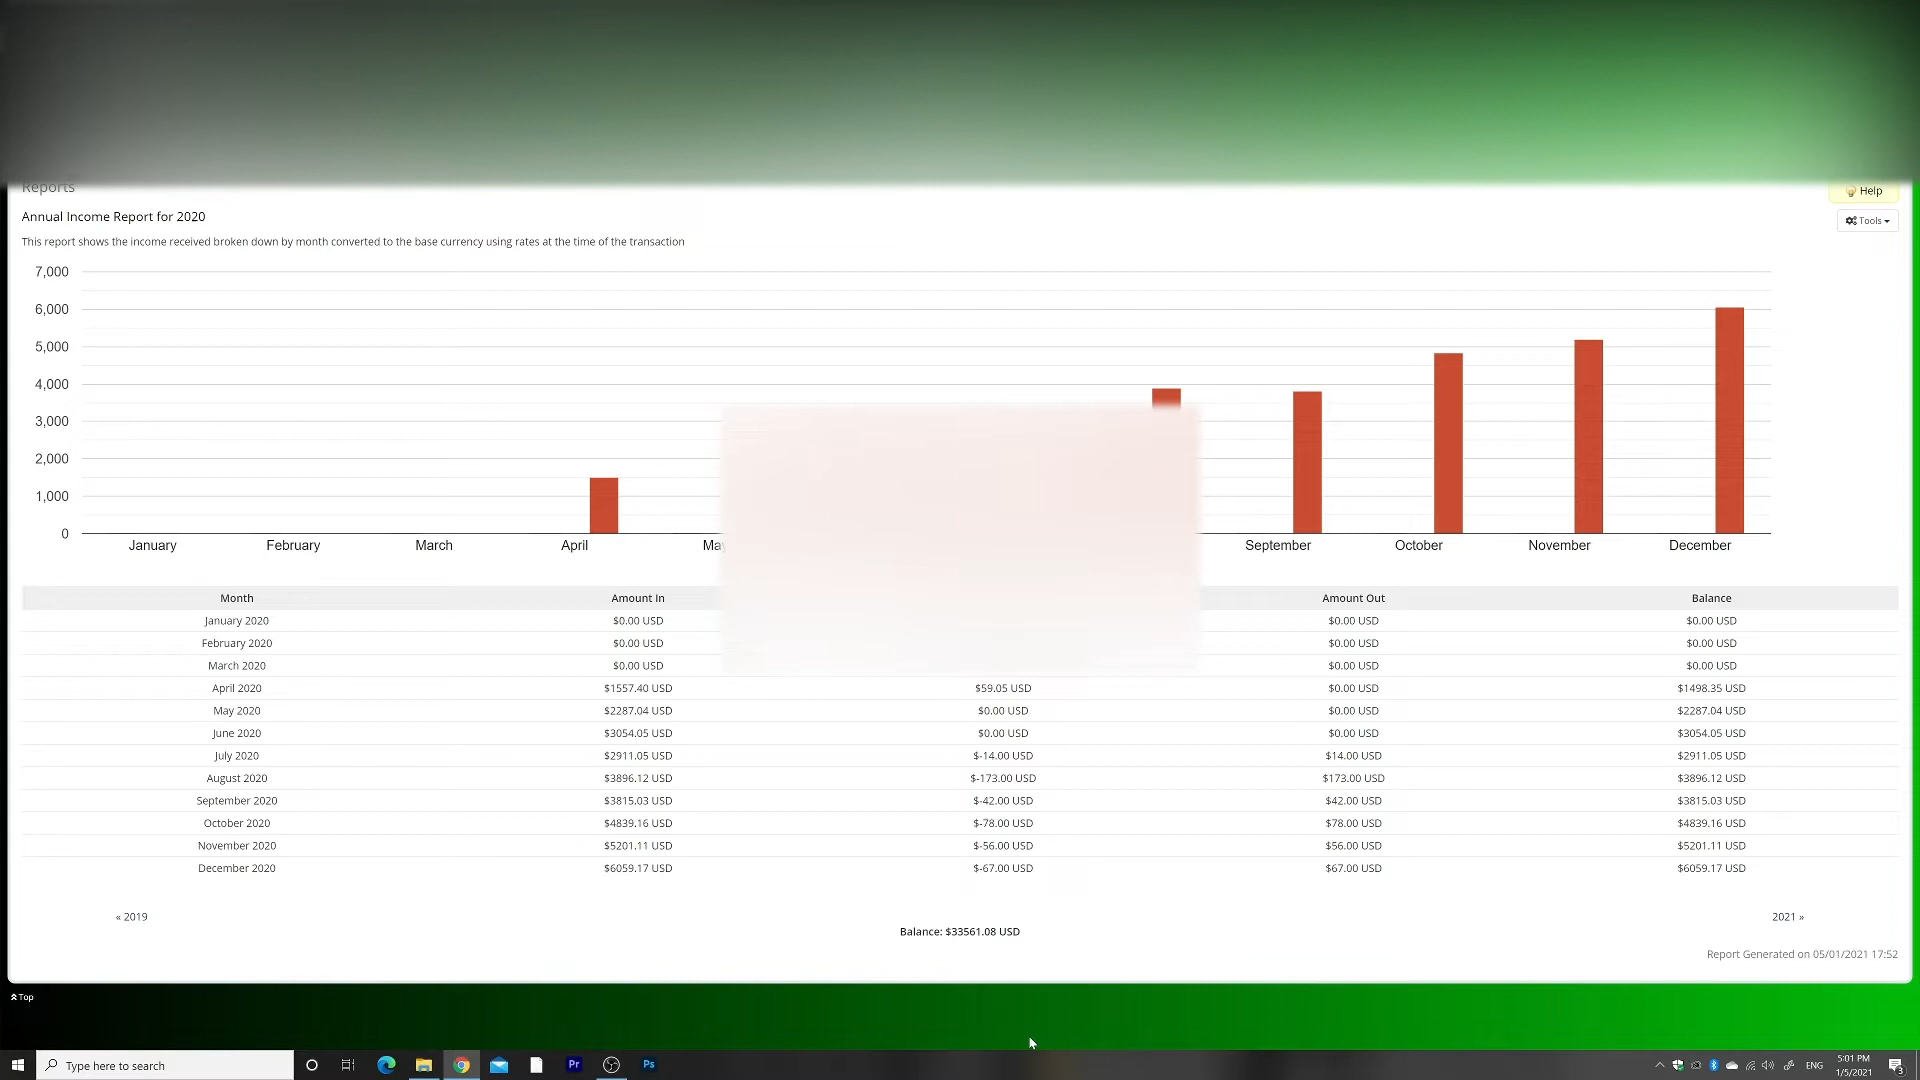 Reports
Help
Annual Income Report for 2020
Tools
This report shows the income received broken down by month converted to the base currency using rates at the time of the transaction
7,000
6,000
5,000
4,000
3,000
2,000
1,000
0
January February March April May September October November December
Month Amount In Amount Out Balance
January 2020 $0.00 USD $0.00 USD $0.00 USD
February 2020 $0.00 USD $0.00 USD $0.00 USD
March 2020 $0.00 USD $0.00 USD $0.00 USD
April 2020 $1557.40 USD $59.05 USD $0.00 USD $1498.35 USD
May 2020 $2287.04 USD $0.00 USD $0.00 USD $2287.04 USD
June 2020 $3054.05 USD $0.00 USD $0.00 USD $3054.05 USD
July 2020 $2911.05 USD $-14.00 USD $14.00 USD $2911.05 USD
August 2020 $3896.12 USD $-173.00 USD $173.00 USD $3896.12 USD
September 2020 $3815.03 USD $-42.00 USD $42.00 USD $3815.03 USD
October 2020 $4839.16 USD $-78.00 USD $78.00 USD $4839.16 USD
November 2020 $5201.11 USD $-56.00 USD $56.00 USD $5201.11 USD
December 2020 $6059.17 USD $-67.00 USD $67.00 USD $6059.17 USD
« 2019 2021 »
Balance: $33561.08 USD
Report Generated on 05/01/2021 17:52
Top
Type here to search Pr Ps ENG 5:01 PM
1/5/2021 3